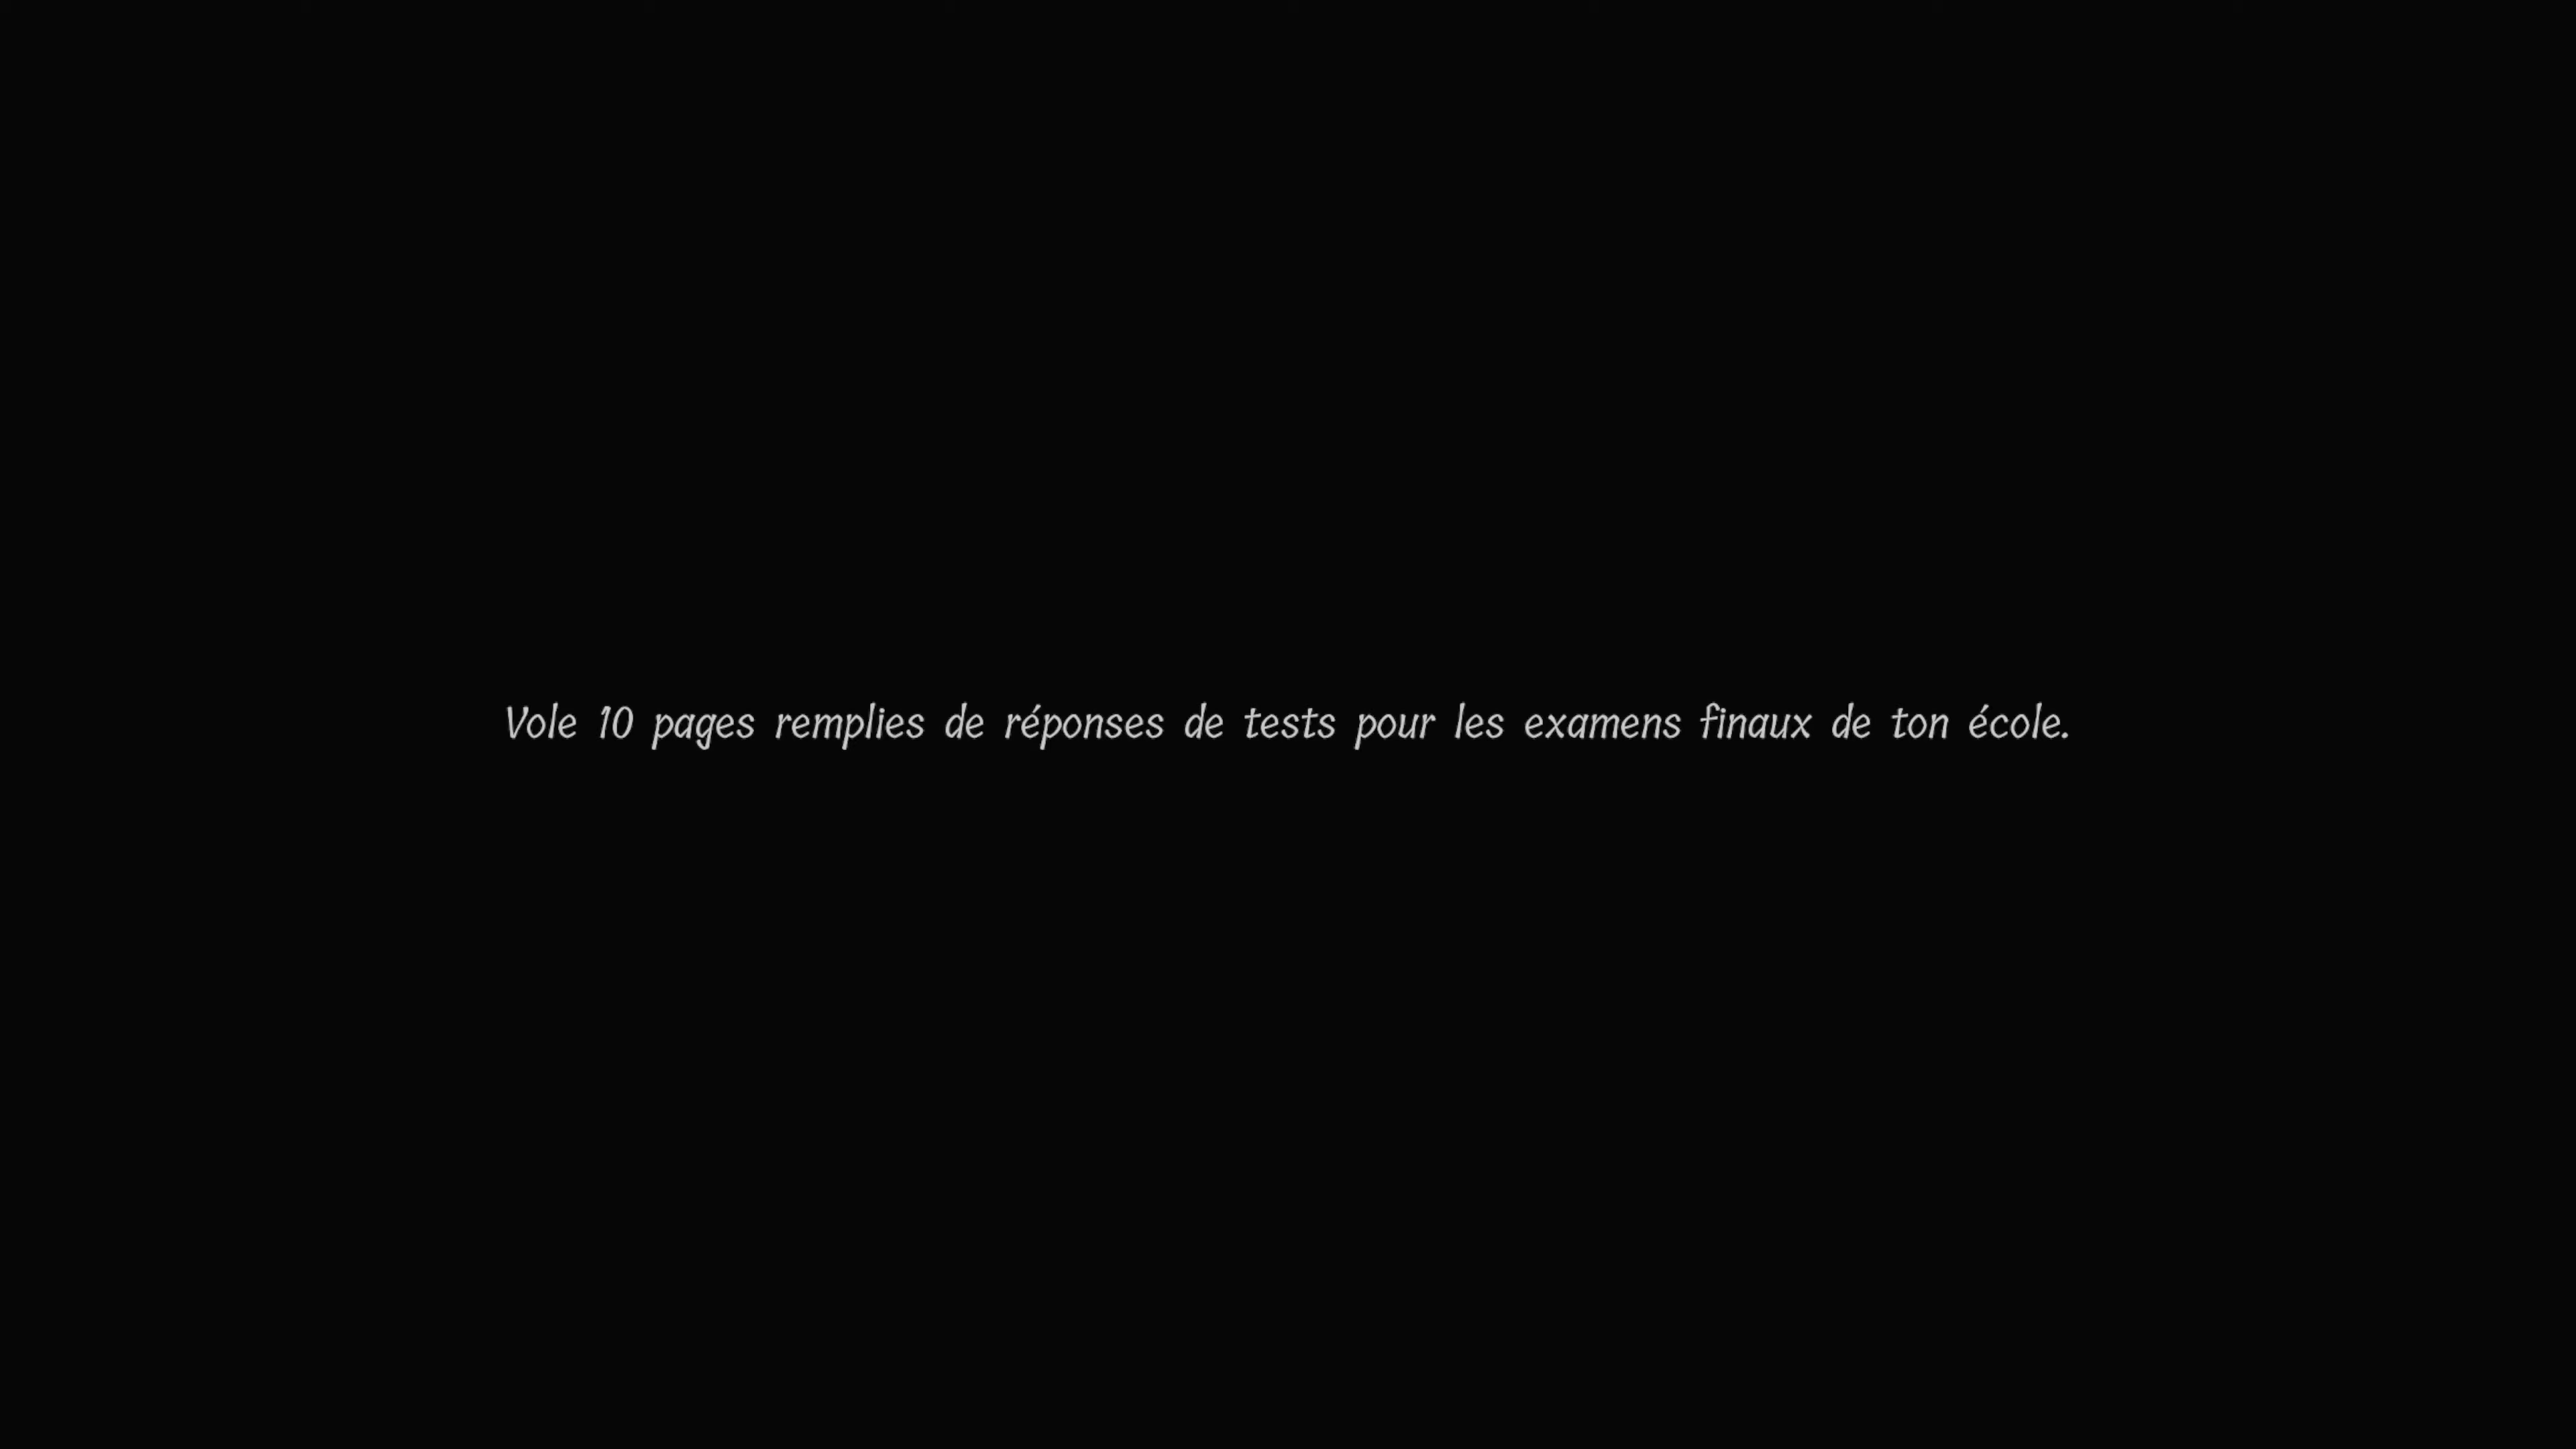 Vole 10 pages remplies de réponses de tests pour les examens finaux de ton école.